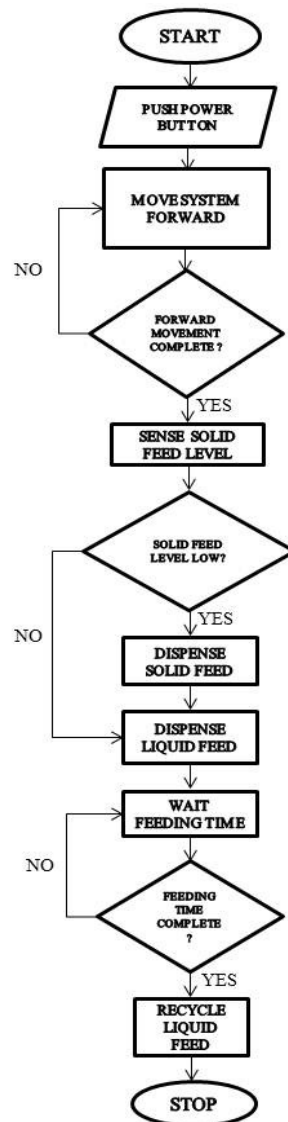 START
PUSH POWER
BUTTON
MOVE SYSTEM
FORWARD
NO
FORWARD
MOVEMENT
COMPLETE ?
YES
SENSE SOLID
FEED LEVEL
SOLID FEED
LEVEL LOW?
NO
YES
DISPENSE
SOLID FEED
DISPENSE
LIQUID FEED
WAIT
FEEDING TIME
NO
FEEDING
TIME
COMPLETE
?
YES
RECYCLE
LIQUID
FEED
STOP